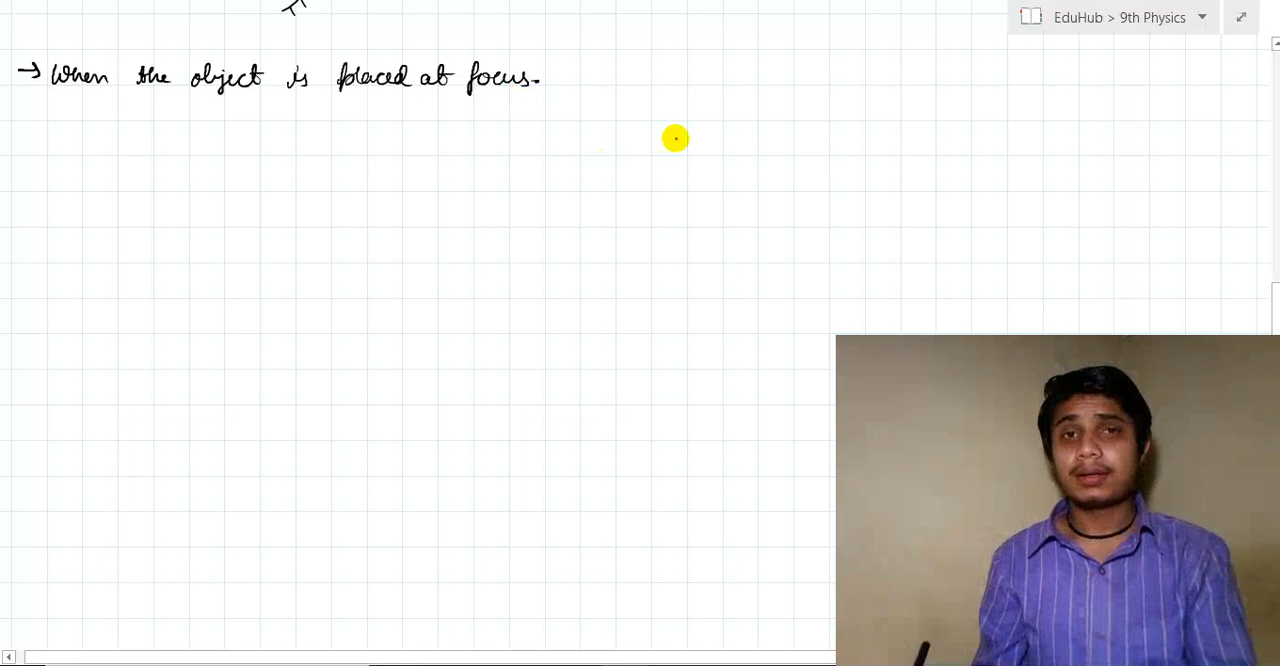 EduHub > 9th Physics
→ When the object is placed at focus.